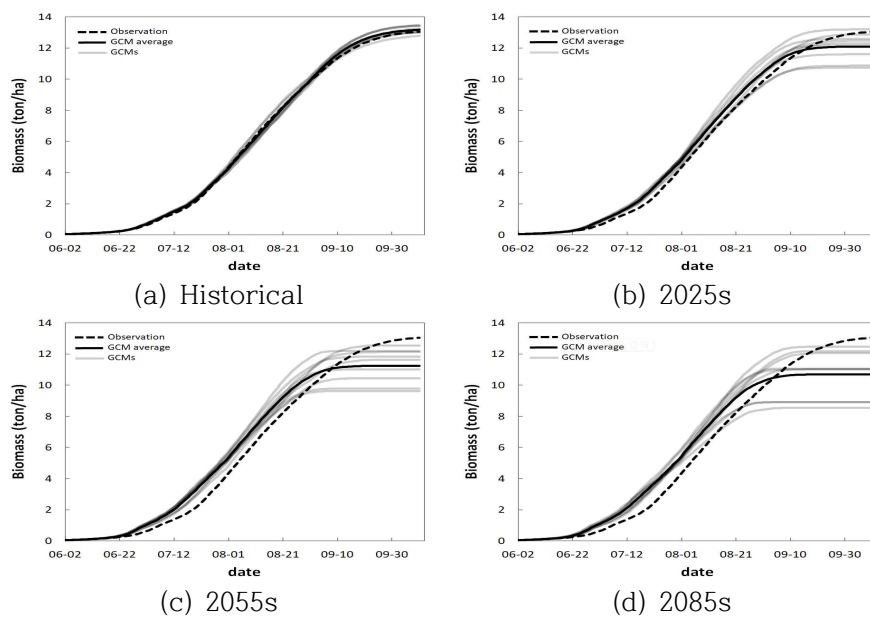 14
12
10
8
6
4
2
0
Biomass (ton/ha)
Observation
GCM average
GCMs
06-02 06-22 07-12 08-01 08-21 09-10 09-30
date
(a) Historical
14
12
10
8
6
4
2
0
Biomass (ton/ha)
Observation
GCM average
GCMs
06-02 06-22 07-12 08-01 08-21 09-10 09-30
date
(b) 2025s
14
12
10
8
6
4
2
0
Biomass (ton/ha)
Observation
GCM average
GCMs
06-02 06-22 07-12 08-01 08-21 09-10 09-30
date
(c) 2055s
14
12
10
8
6
4
2
0
Biomass (ton/ha)
Observation
GCM average
GCMs
06-02 06-22 07-12 08-01 08-21 09-10 09-30
date
(d) 2085s